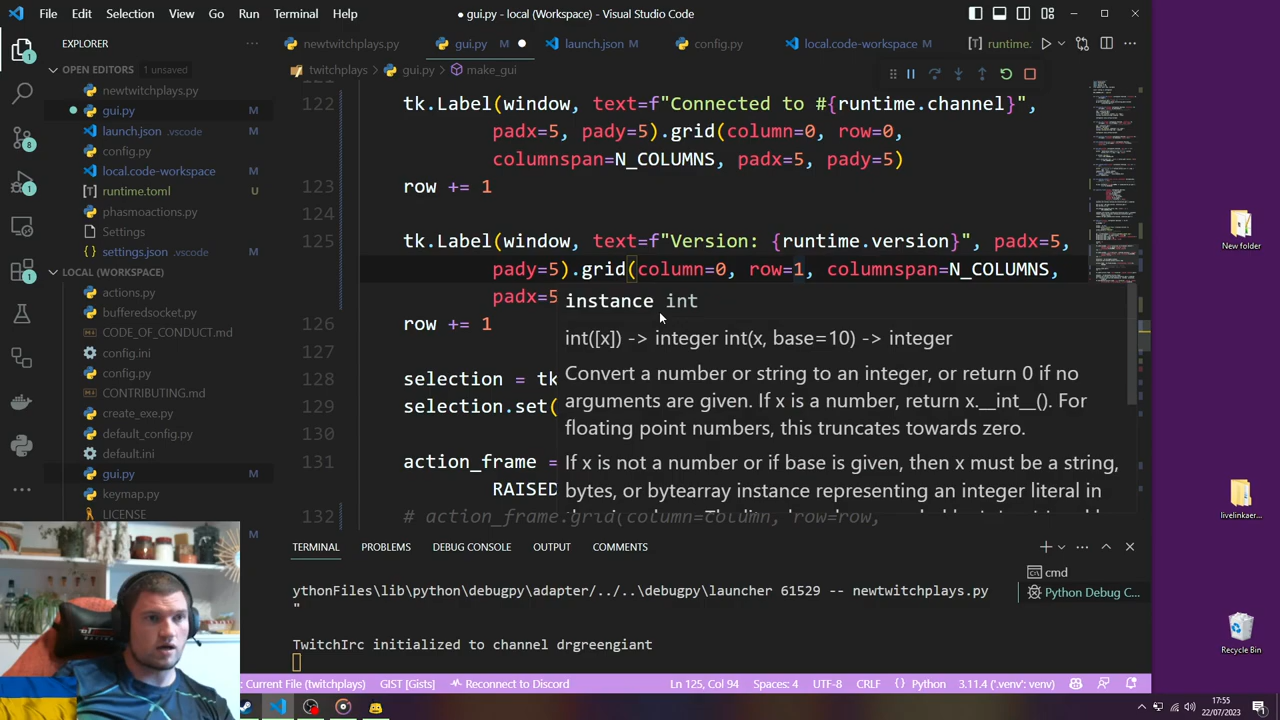 File Edit Selection View Go Run Terminal Help
● gui.py - local (Workspace) - Visual Studio Code
EXPLORER
newtwitchplays.py
gui.py M
launch.json M
config.py
local.code-workspace M
runtime.
OPEN EDITORS 1 unsaved
newtwitchplays.py
gui.py M
launch.json .vscode M
config.py
local.code-workspace M
runtime.toml U
phasmoactions.py
Settings
settings.json .vscode M
LOCAL (WORKSPACE)
actions.py
bufferedsocket.py
CODE_OF_CONDUCT.md
config.ini
config.py
CONTRIBUTING.md
create_exe.py
default_config.py
default.ini
gui.py M
keymap.py
LICENSE
M
twitchplays > gui.py > make_gui
122 tk.Label(window, text=f"Connected to #{runtime.channel}",
padx=5, pady=5).grid(column=0, row=0,
columnspan=N_COLUMNS, padx=5, pady=5)
123 row += 1
124
125 tk.Label(window, text=f"Version: {runtime.version}", padx=5,
pady=5).grid(column=0, row=1, columnspan=N_COLUMNS,
padx=5
126 row += 1
127
128 selection = tk
129 selection.set(
130
131 action_frame =
RAISED
132 # action_frame.grid(column=column, row=row,
instance int
int([x]) -> integer int(x, base=10) -> integer
Convert a number or string to an integer, or return 0 if no
arguments are given. If x is a number, return x.__int__(). For
floating point numbers, this truncates towards zero.
If x is not a number or if base is given, then x must be a string,
bytes, or bytearray instance representing an integer literal in
TERMINAL PROBLEMS DEBUG CONSOLE OUTPUT COMMENTS
ythonFiles\lib\python\debugpy\adapter/../..\debugpy\launcher 61529 -- newtwitchplays.py
"
TwitchIrc initialized to channel drgreengiant
cmd
Python Debug C...
: Current File (twitchplays) GIST [Gists] Reconnect to Discord Ln 125, Col 94 Spaces: 4 UTF-8 CRLF Python 3.11.4 ('.venv': venv)
New folder
livelinkaer...
Recycle Bin
17:55
22/07/2023